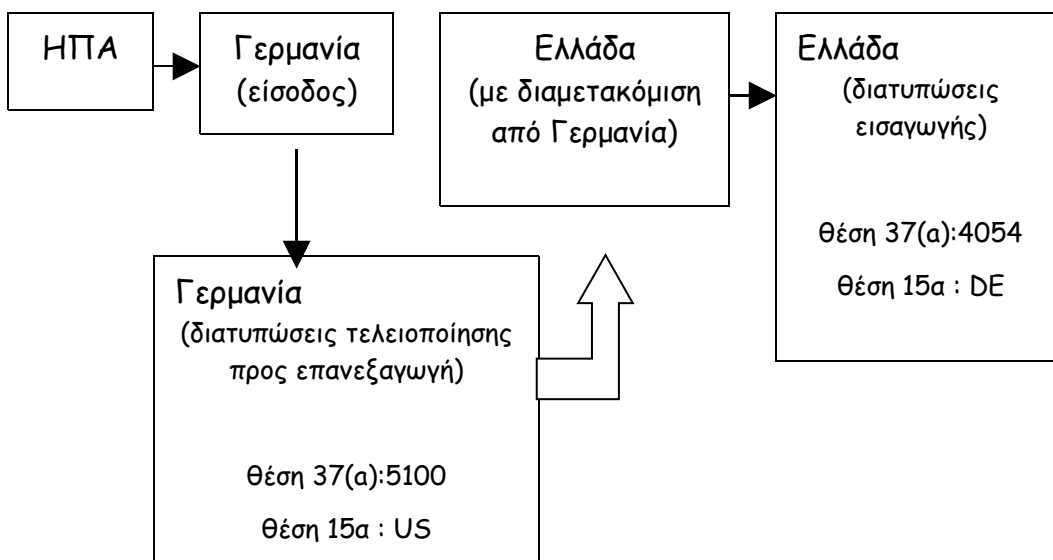 ΗΠΑ
Γερμανία
(είσοδος)
Ελλάδα
(με διαμετακόμιση
από Γερμανία)
Ελλάδα
(διατυπώσεις
εισαγωγής)
θέση 37(α):4054
θέση 15α : DE
Γερμανία
(διατυπώσεις τελειοποίησης
προς επανεξαγωγή)
θέση 37(α):5100
θέση 15α : US